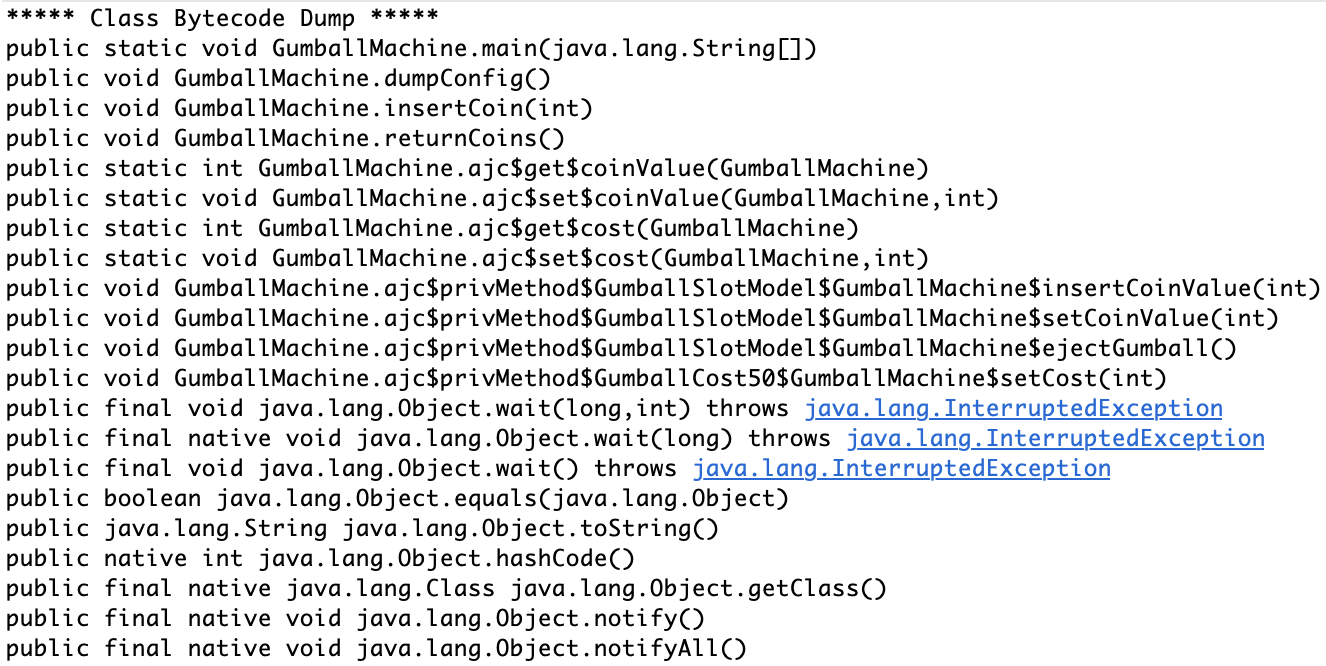 ***** Class Bytecode Dump *****
public static void GumballMachine.main(java.lang.String[])
public void GumballMachine.dumpConfig()
public void GumballMachine.insertCoin(int)
public void GumballMachine.returnCoins()
public static int GumballMachine.ajc$get$coinValue(GumballMachine)
public static void GumballMachine.ajc$set$coinValue(GumballMachine,int)
public static int GumballMachine.ajc$get$cost(GumballMachine)
public static void GumballMachine.ajc$set$cost(GumballMachine,int)
public void GumballMachine.ajc$privMethod$GumballSlotModel$GumballMachine$insertCoinValue(int)
public void GumballMachine.ajc$privMethod$GumballSlotModel$GumballMachine$setCoinValue(int)
public void GumballMachine.ajc$privMethod$GumballSlotModel$GumballMachine$ejectGumball()
public void GumballMachine.ajc$privMethod$GumballCost50$GumballMachine$setCost(int)
public final void java.lang.Object.wait(long,int) throws java.lang.InterruptedException
public final native void java.lang.Object.wait(long) throws java.lang.InterruptedException
public final void java.lang.Object.wait() throws java.lang.InterruptedException
public boolean java.lang.Object.equals(java.lang.Object)
public java.lang.String java.lang.Object.toString()
public native int java.lang.Object.hashCode()
public final native java.lang.Class java.lang.Object.getClass()
public final native void java.lang.Object.notify()
public final native void java.lang.Object.notifyAll()